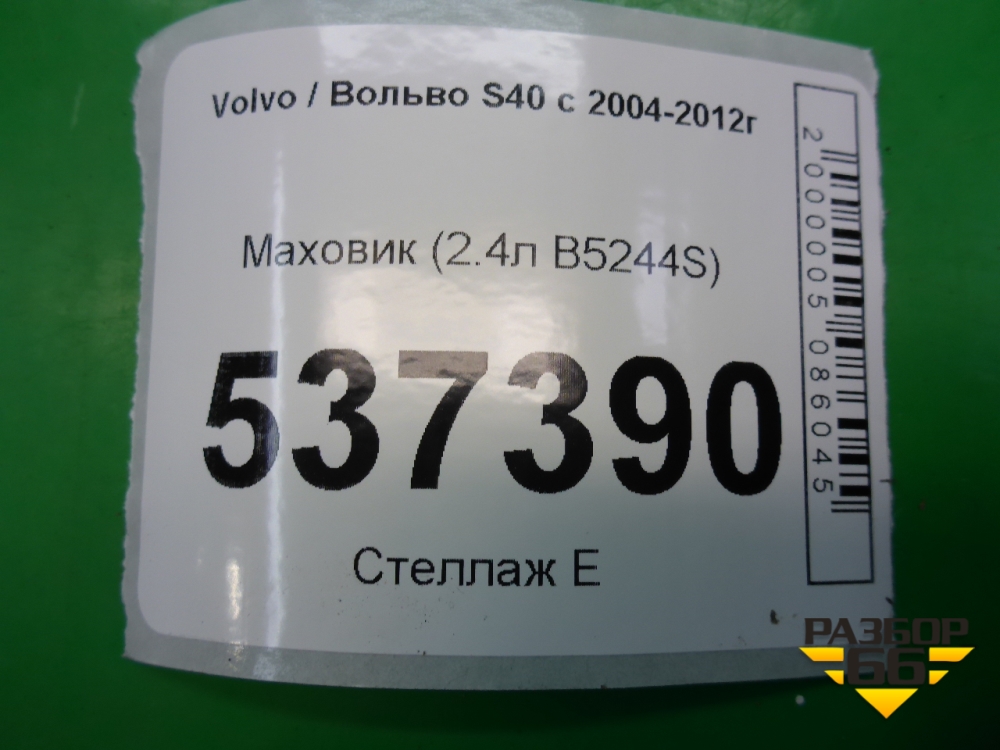 Volvo / Вольво S40 с 2004-2012г
Маховик (2.4л B5244S)
537390
Стеллаж Е
2000005086045
РАЗБОР
66